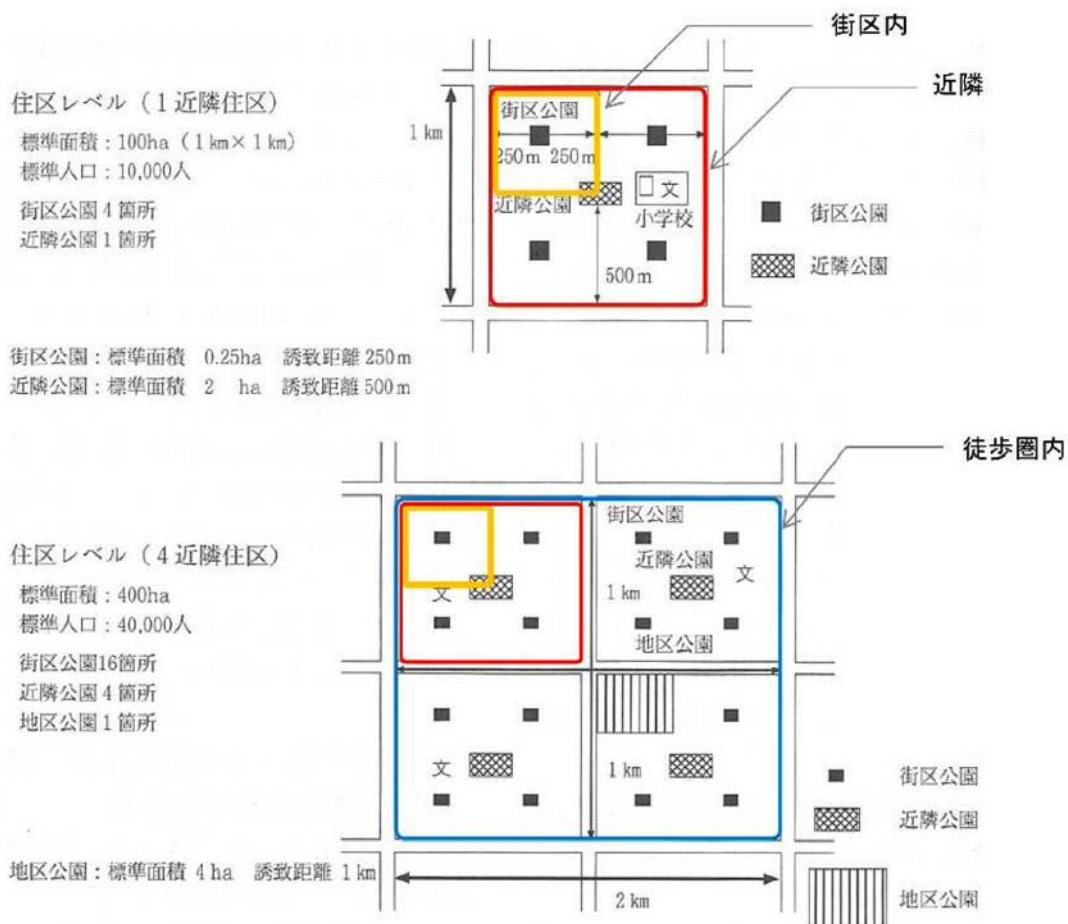 街区内
近隣
住区レベル（1近隣住区）
標準面積：100ha（1km×1km）
標準人口：10,000人
街区公園4箇所
近隣公園1箇所
1km
街区公園
250m 250m
近隣公園
文
小学校
500m
街区公園
近隣公園
街区公園：標準面積 0.25ha 誘致距離 250m
近隣公園：標準面積 2 ha 誘致距離 500m
徒歩圏内
住区レベル（4近隣住区）
標準面積：400ha
標準人口：40,000人
街区公園16箇所
近隣公園4箇所
地区公園1箇所
文
街区公園
近隣公園
文
1km
地区公園
文
1km
街区公園
近隣公園
地区公園
地区公園：標準面積 4ha 誘致距離 1km
2km